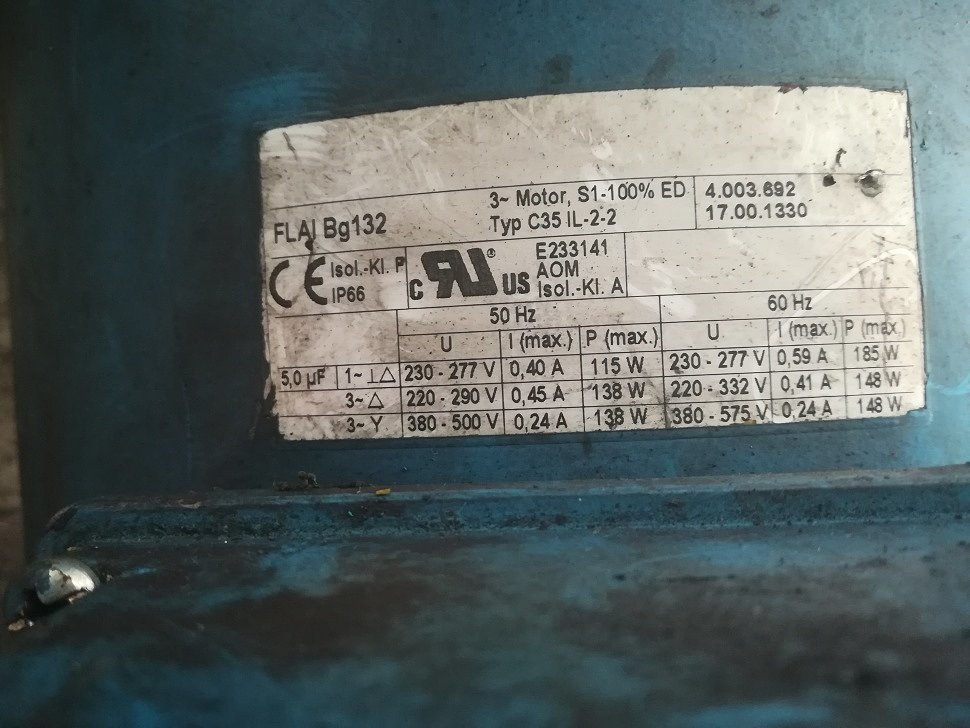 3~ Motor, S1-100% ED 4.003.692
FLAI Bg132 Typ C35 IL-2-2 17.00.1330
CE Isol.-Kl. F IP66
c RU US ® E233141
AOM
Isol.-Kl. A
50 Hz 60 Hz
U I (max.) P (max.) U I (max.) P (max.)
5,0 µF 1~ ⊥△ 230 - 277 V 0,40 A 115 W 230 - 277 V 0,59 A 185 W
3~ △ 220 - 290 V 0,45 A 138 W 220 - 332 V 0,41 A 148 W
3~ Y 380 - 500 V 0,24 A 138 W 380 - 575 V 0,24 A 148 W